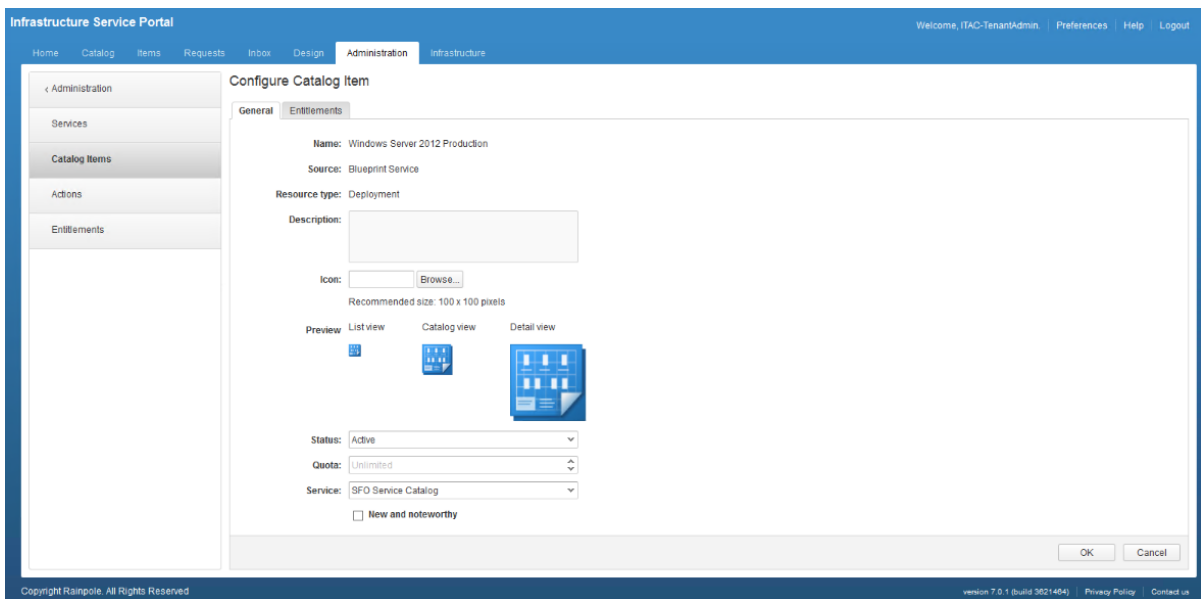 Infrastructure Service Portal
Welcome, ITAC-TenantAdmin. Preferences Help Logout
Home Catalog Items Requests Inbox Design Administration Infrastructure
‹ Administration
Services
Catalog Items
Actions
Entitlements
Configure Catalog Item
General Entitlements
Name: Windows Server 2012 Production
Source: Blueprint Service
Resource type: Deployment
Description:
Icon: Browse...
Recommended size: 100 x 100 pixels
Preview List view Catalog view Detail view
Status: Active
Quota: Unlimited
Service: SFO Service Catalog
New and noteworthy
OK Cancel
Copyright Rainpole. All Rights Reserved
version 7.0.1 (build 3621464) Privacy Policy Contact us